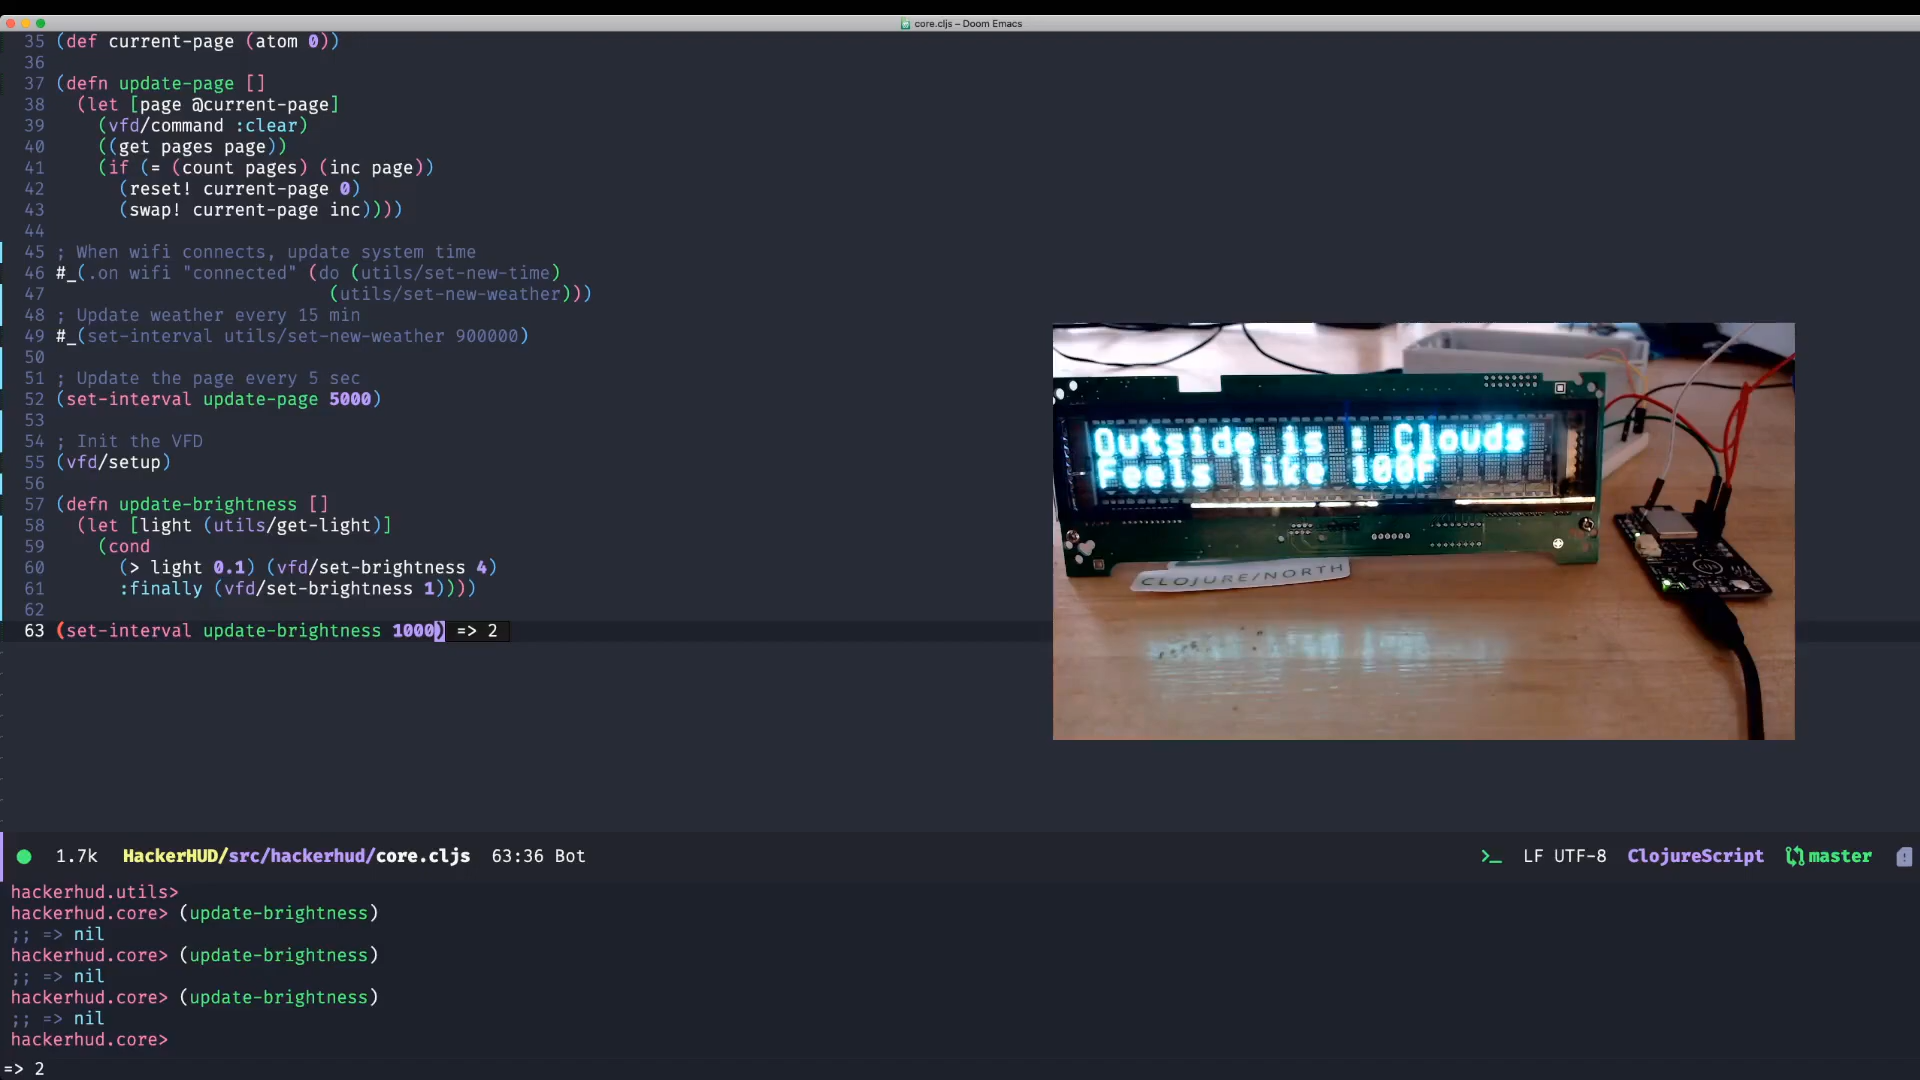 core.cljs – Doom Emacs
35 (def current-page (atom 0))
36
37 (defn update-page []
38 (let [page @current-page]
39 (vfd/command :clear)
40 ((get pages page))
41 (if (= (count pages) (inc page))
42 (reset! current-page 0)
43 (swap! current-page inc))))
44
45 ; When wifi connects, update system time
46 #_(.on wifi "connected" (do (utils/set-new-time)
47 (utils/set-new-weather)))
48 ; Update weather every 15 min
49 #_(set-interval utils/set-new-weather 900000)
50
51 ; Update the page every 5 sec
52 (set-interval update-page 5000)
53
54 ; Init the VFD
55 (vfd/setup)
56
57 (defn update-brightness []
58 (let [light (utils/get-light)]
59 (cond
60 (> light 0.1) (vfd/set-brightness 4)
61 :finally (vfd/set-brightness 1))))
62
63 (set-interval update-brightness 1000) => 2
Outside is : Clouds
Feels like 100F
CLOJURE/NORTH
1.7k HackerHUD/src/hackerhud/core.cljs 63:36 Bot
>_ LF UTF-8 ClojureScript master
hackerhud.utils>
hackerhud.core> (update-brightness)
;; => nil
hackerhud.core> (update-brightness)
;; => nil
hackerhud.core> (update-brightness)
;; => nil
hackerhud.core>
=> 2